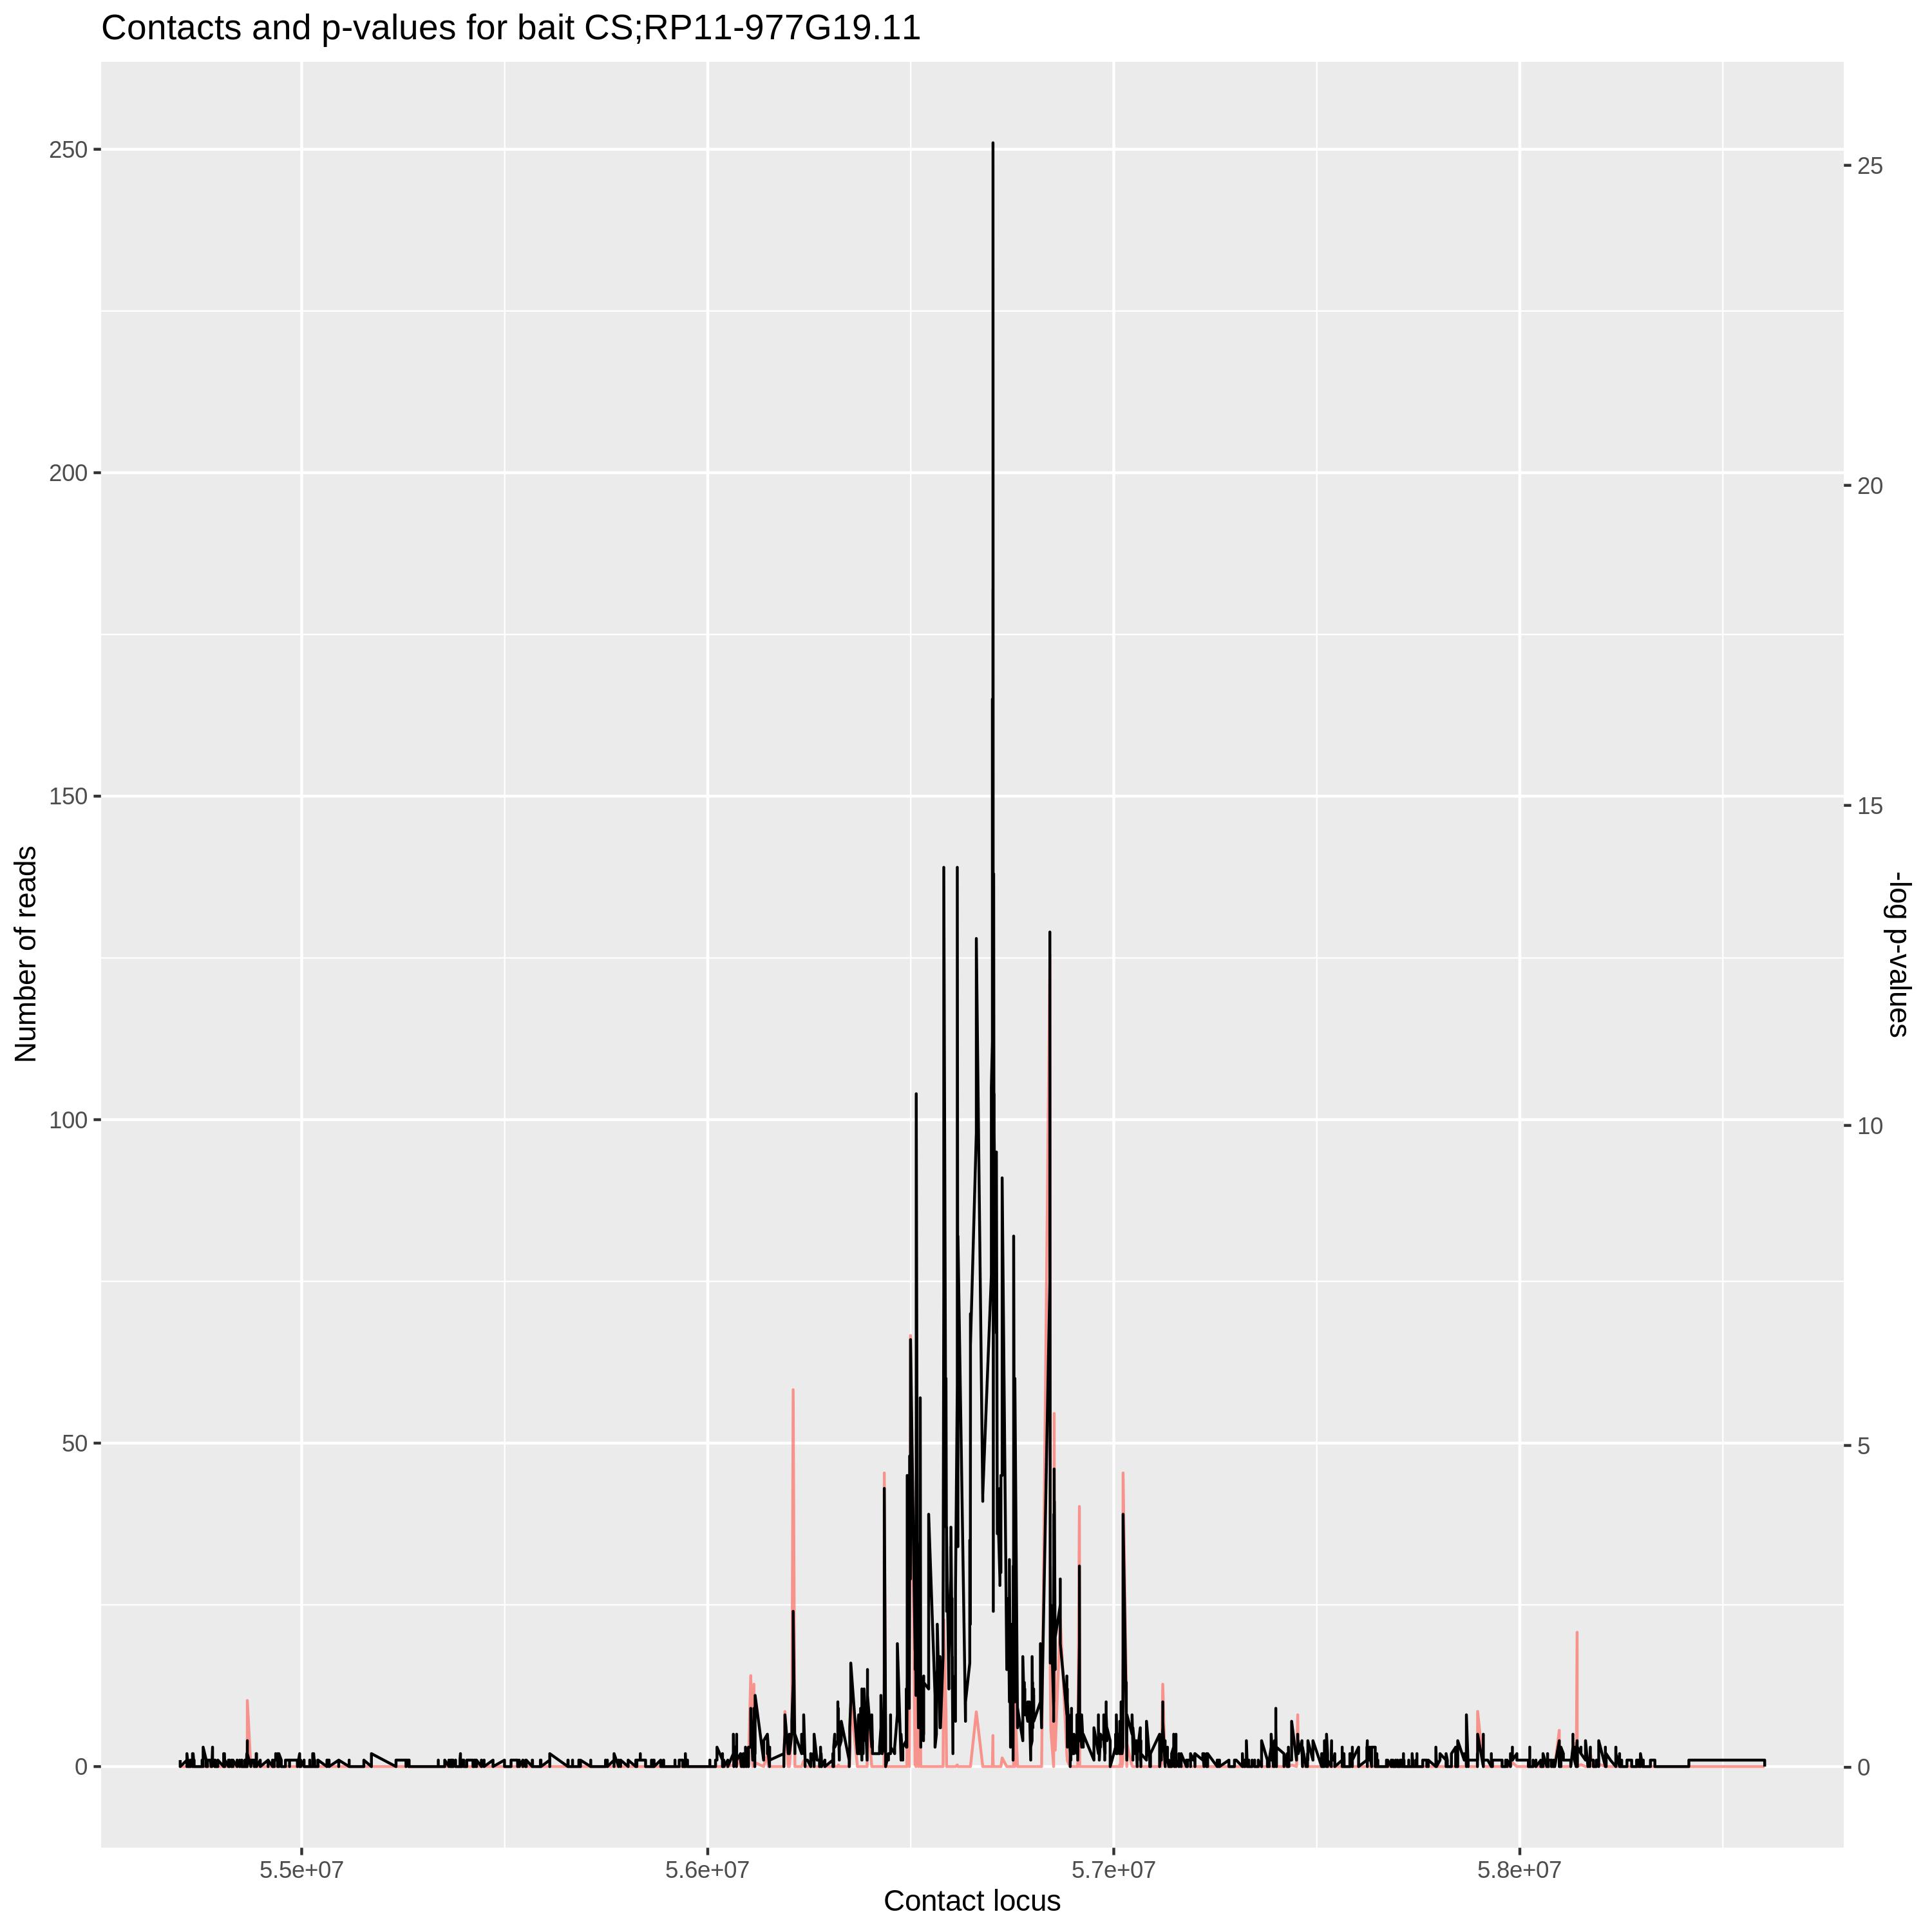 Contacts and p-values for bait CS;RP11-977G19.11
250
200
150
100
50
0
Number of reads
25
20
15
10
5
0
-log p-values
5.5e+07
5.6e+07
5.7e+07
5.8e+07
Contact locus